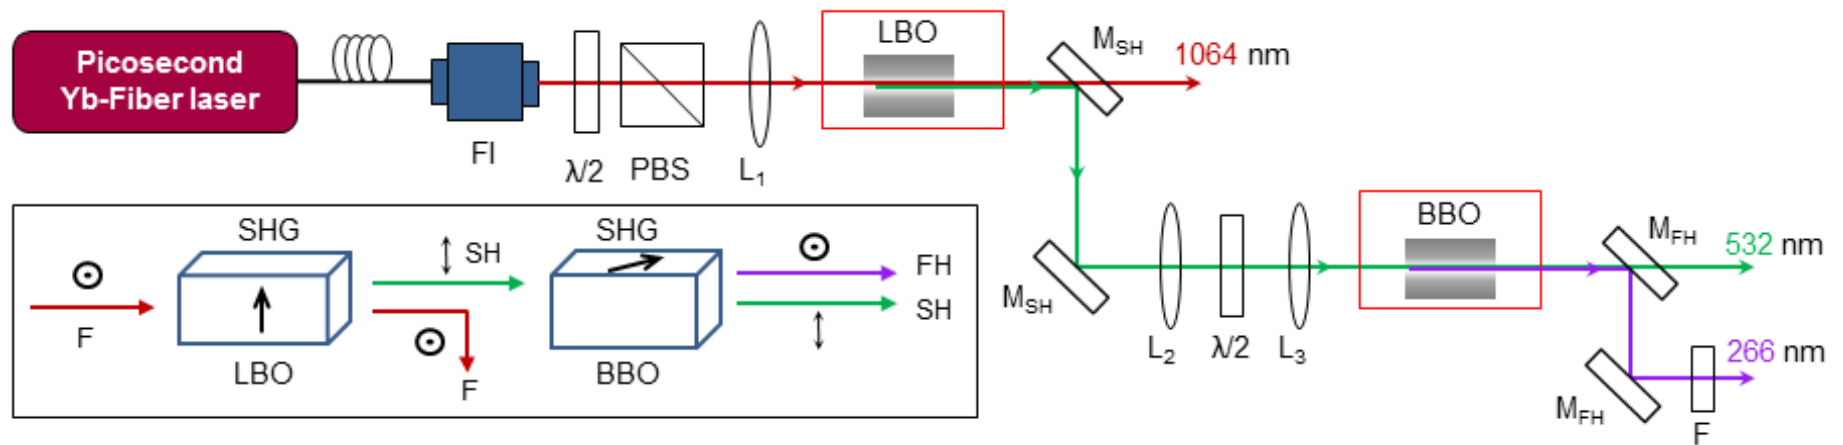 Picosecond
Yb-Fiber laser
FI
λ/2
PBS
L1
LBO
MSH
1064 nm
MSH
L2
λ/2
L3
BBO
MFH
532 nm
MFH
F
266 nm
SHG
F
LBO
SH
F
SHG
BBO
FH
SH